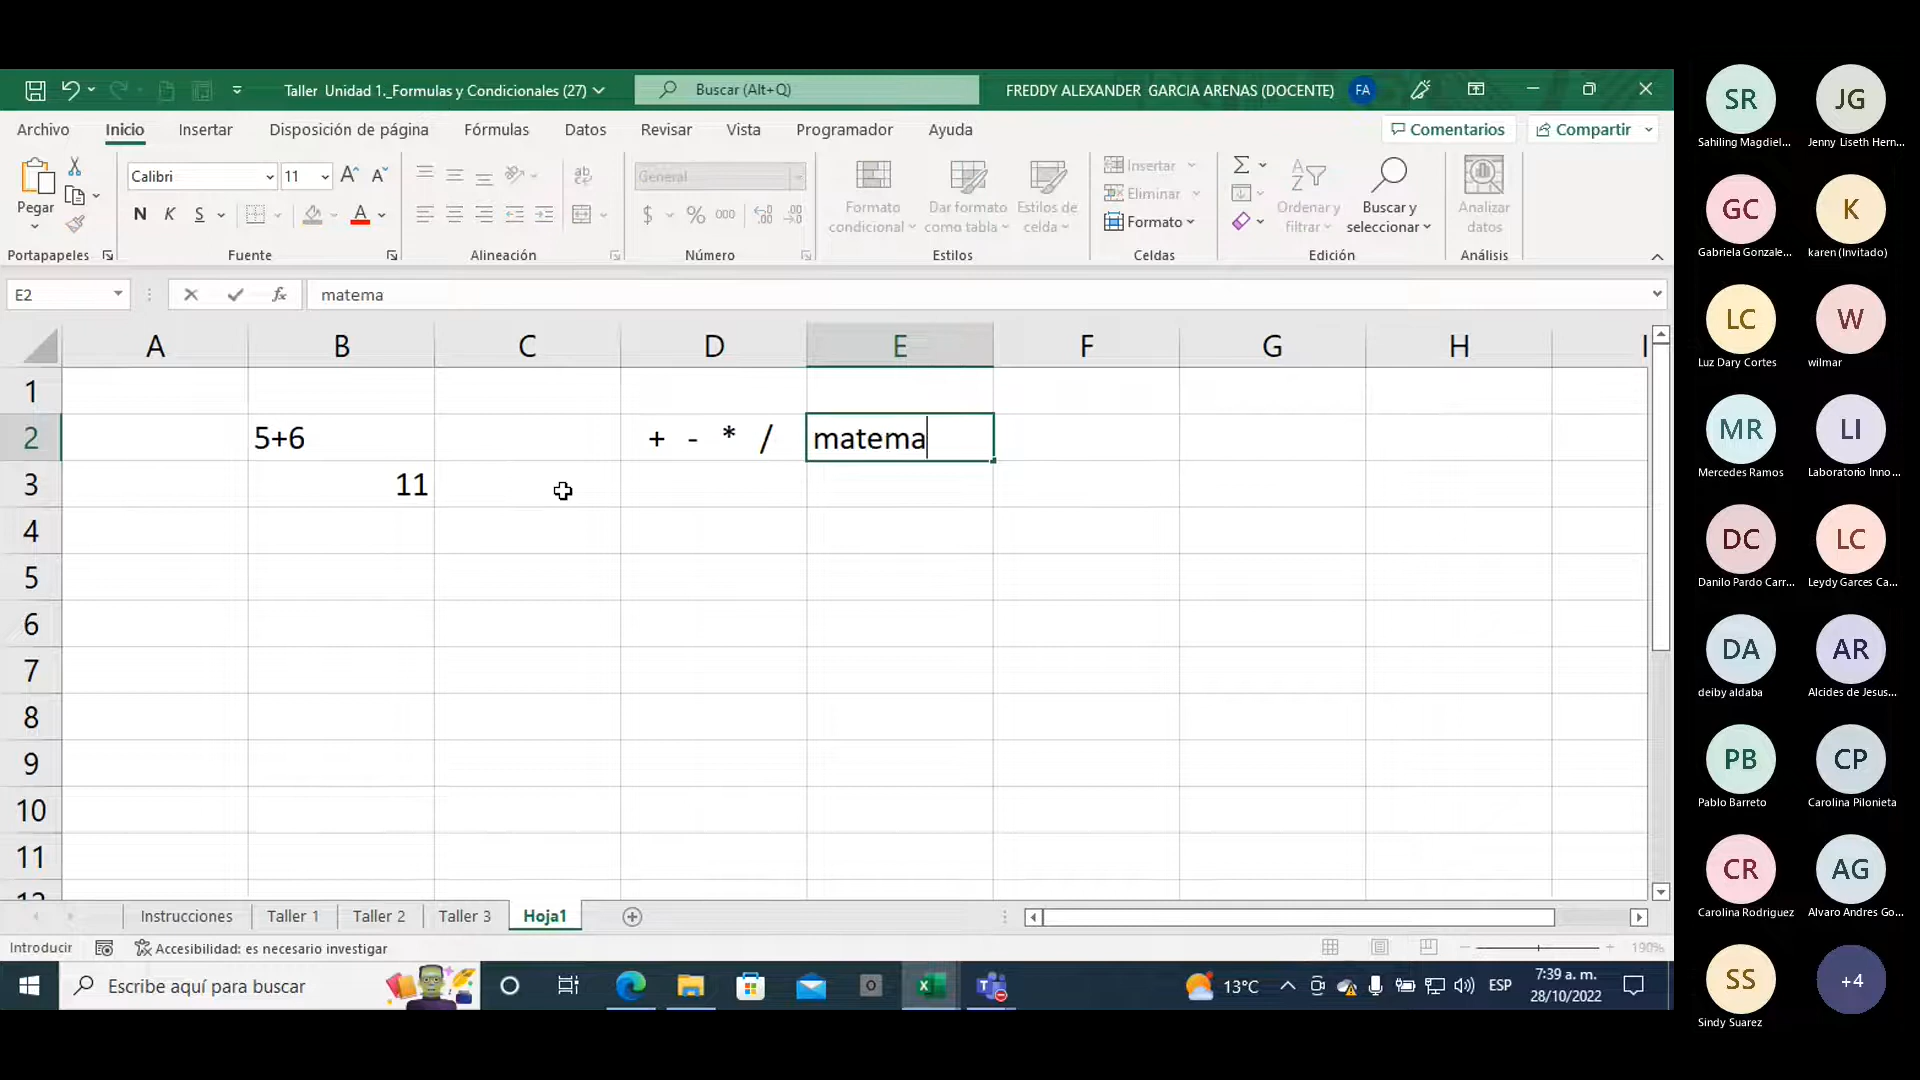 Taller Unidad 1._Formulas y Condicionales (27)
Buscar (Alt+Q)
FREDDY ALEXANDER GARCIA ARENAS (DOCENTE)
FA
Archivo Inicio Insertar Disposición de página Fórmulas Datos Revisar Vista Programador Ayuda
Comentarios Compartir
Pegar
Calibri 11
General
N K S
$ % 000
Formato condicional
Dar formato como tabla
Estilos de celda
Insertar
Eliminar
Formato
Ordenar y filtrar
Buscar y seleccionar
Analizar datos
Portapapeles Fuente Alineación Número Estilos Celdas Edición Análisis
E2 fx matema
A B C D E F G H I
1
2 5+6 + - * / matema
3 11
4
5
6
7
8
9
10
11
12
Instrucciones Taller 1 Taller 2 Taller 3 Hoja1
Introducir Accesibilidad: es necesario investigar 190%
Escribe aquí para buscar
13°C ESP
7:39 a. m.
28/10/2022
SR JG
Sahiling Magdiel... Jenny Liseth Hern...
GC K
Gabriela Gonzale... karen (Invitado)
LC W
Luz Dary Cortes wilmar
MR LI
Mercedes Ramos Laboratorio Inno...
DC LC
Danilo Pardo Carr... Leydy Garces Ca...
DA AR
deiby aldaba Alcides de Jesus...
PB CP
Pablo Barreto Carolina Pilonieta
CR AG
Carolina Rodriguez Alvaro Andres Go...
SS +4
Sindy Suarez